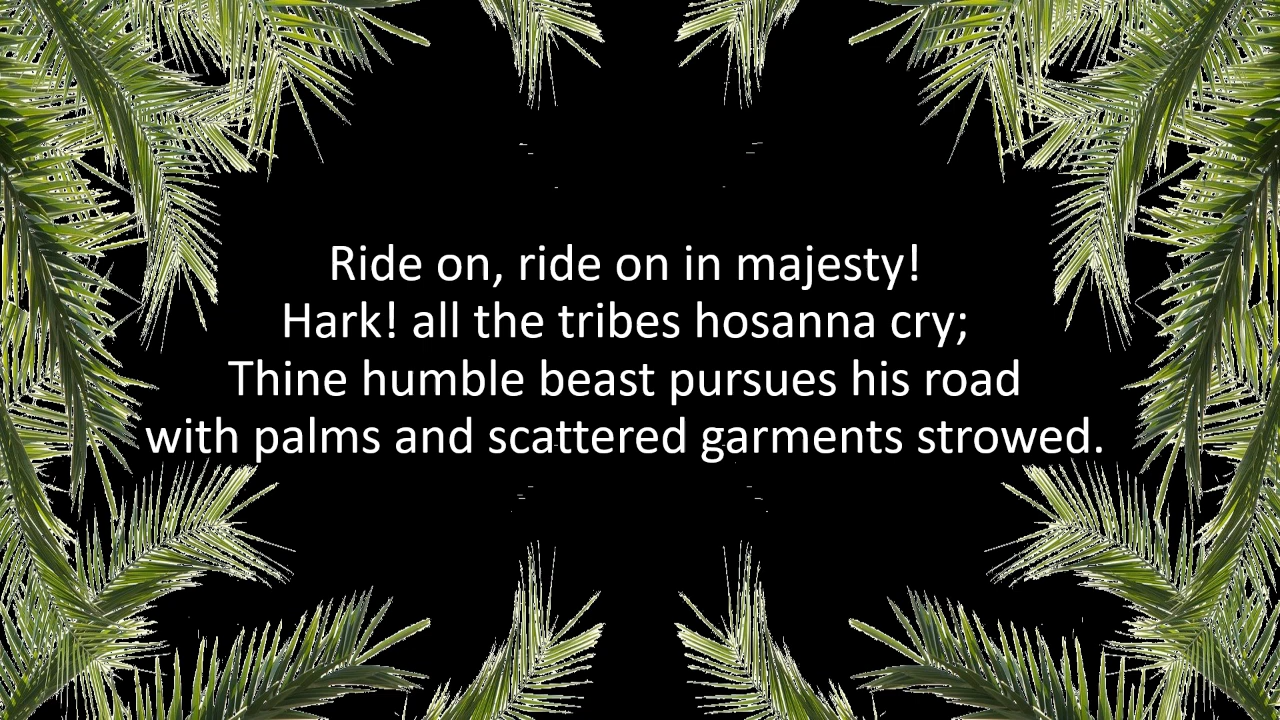 Ride on, ride on in majesty!
Hark! all the tribes hosanna cry;
Thine humble beast pursues his road
with palms and scattered garments strowed.